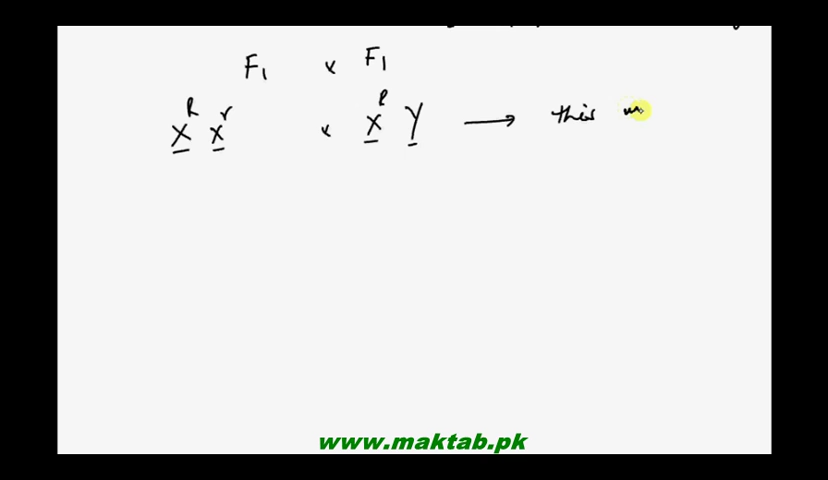 F₁ x F₁
X^R X^r x X^R Y → this
www.maktab.pk